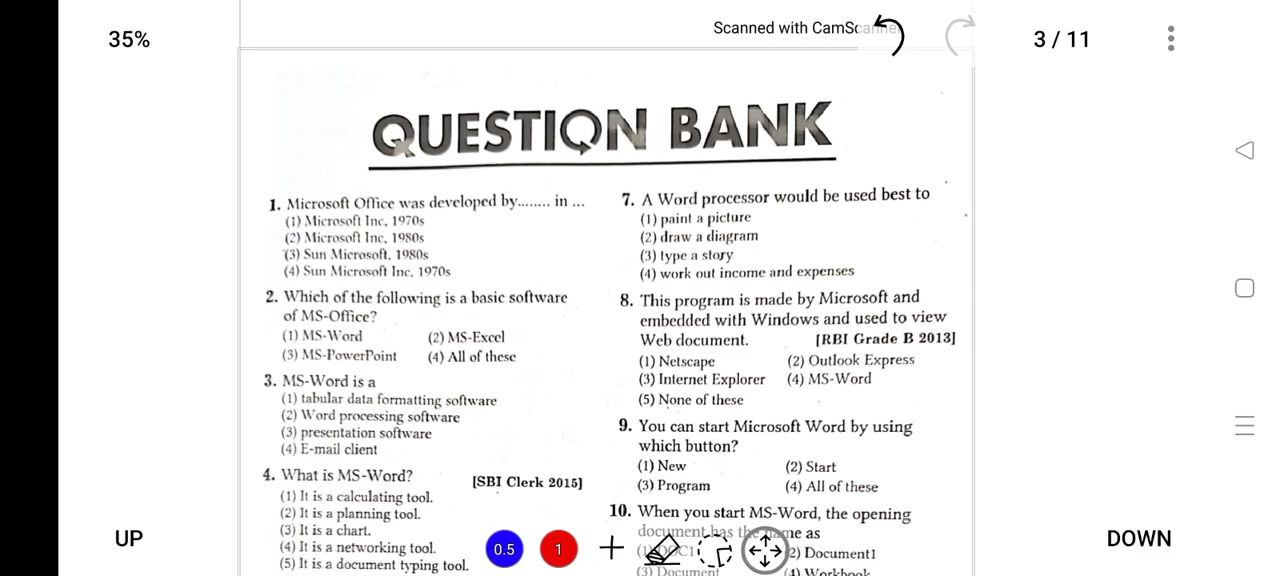 35%
Scanned with CamScanner
3 / 11
QUESTION BANK
1. Microsoft Office was developed by........ in ...
(1) Microsoft Inc, 1970s
(2) Microsoft Inc, 1980s
(3) Sun Microsoft, 1980s
(4) Sun Microsoft Inc, 1970s
2. Which of the following is a basic software
of MS-Office?
(1) MS-Word (2) MS-Excel
(3) MS-PowerPoint (4) All of these
3. MS-Word is a
(1) tabular data formatting software
(2) Word processing software
(3) presentation software
(4) E-mail client
4. What is MS-Word? [SBI Clerk 2015]
(1) It is a calculating tool.
(2) It is a planning tool.
(3) It is a chart.
(4) It is a networking tool.
(5) It is a document typing tool.
7. A Word processor would be used best to
(1) paint a picture
(2) draw a diagram
(3) type a story
(4) work out income and expenses
8. This program is made by Microsoft and
embedded with Windows and used to view
Web document. [RBI Grade B 2013]
(1) Netscape (2) Outlook Express
(3) Internet Explorer (4) MS-Word
(5) None of these
9. You can start Microsoft Word by using
which button?
(1) New (2) Start
(3) Program (4) All of these
10. When you start MS-Word, the opening
document has the name as
(1) DOC1 (2) Document1
(3) Document (4) Workbook
UP
0.5
1
DOWN